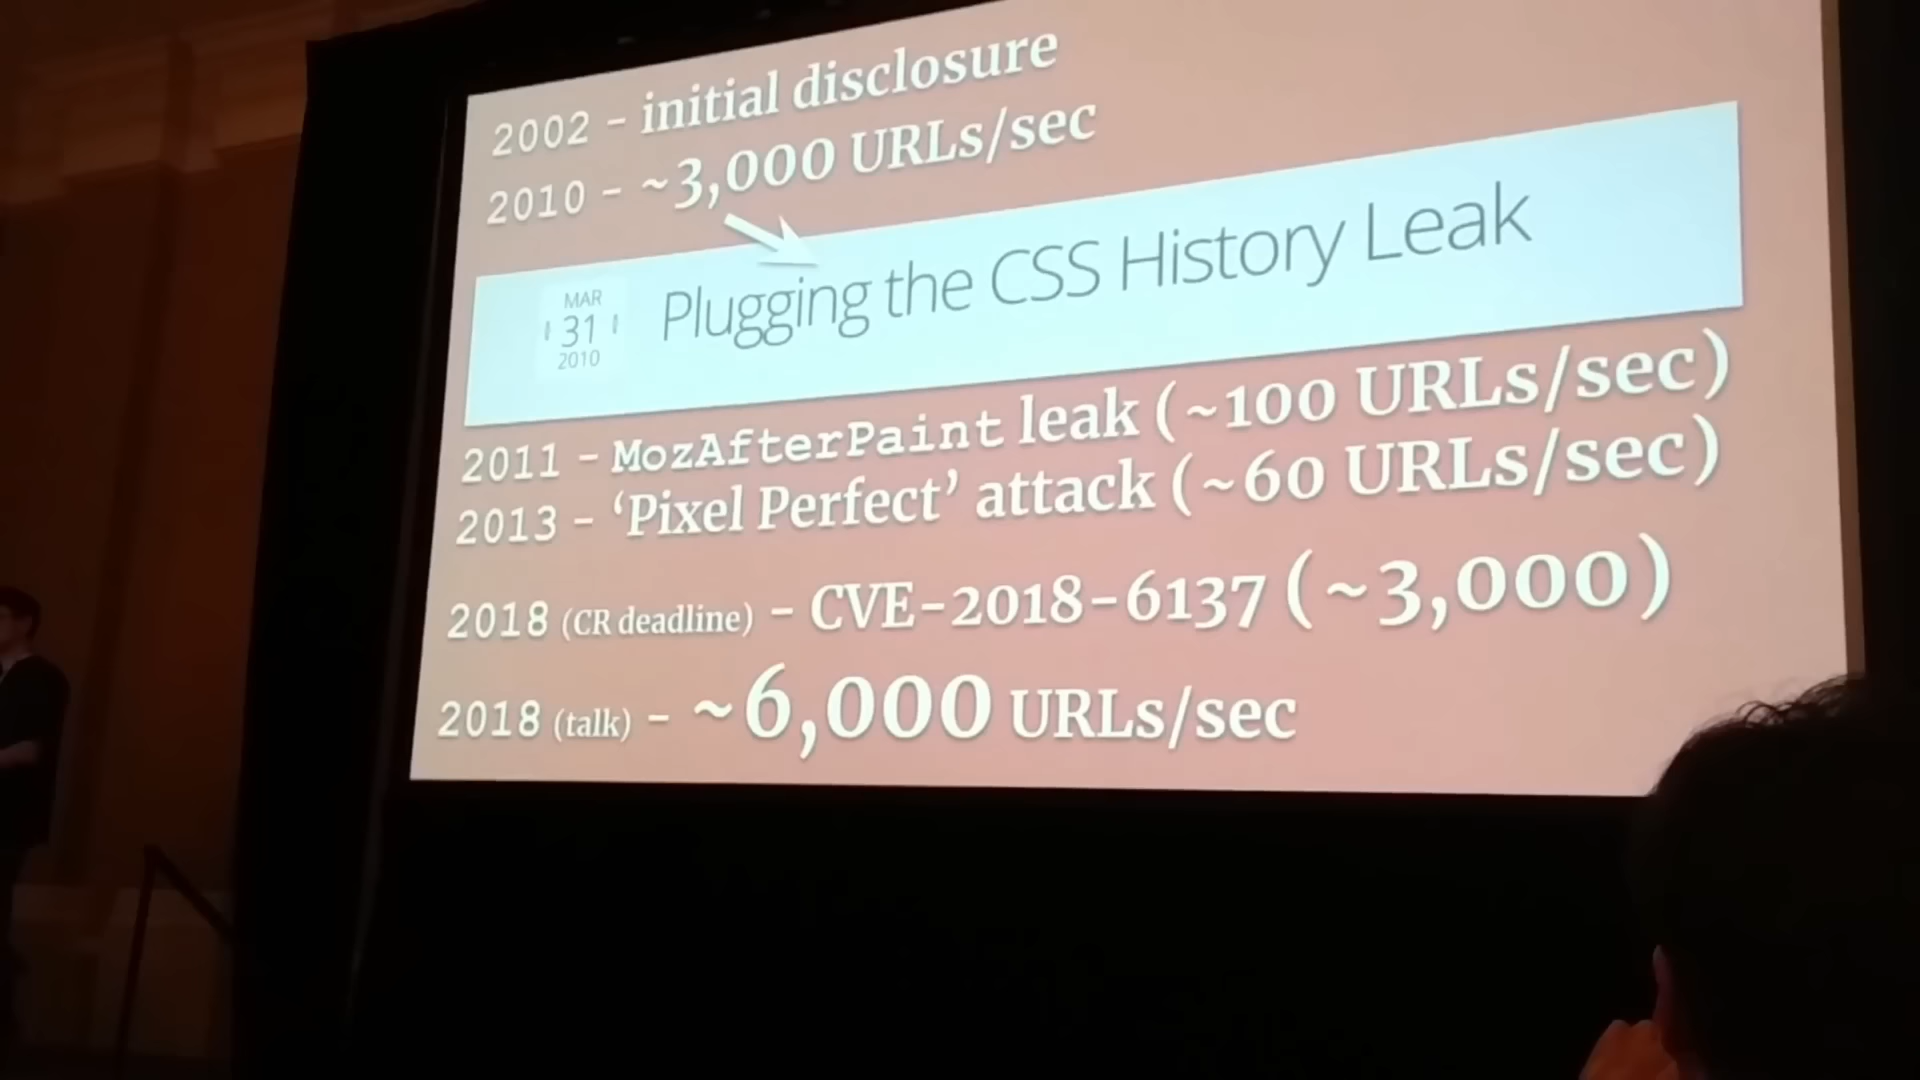 2002 - initial disclosure
2010 - ~3,000 URLs/sec
MAR
31
2010
Plugging the CSS History Leak
2011 - MozAfterPaint leak (~100 URLs/sec)
2013 - ‘Pixel Perfect’ attack (~60 URLs/sec)
2018 (CR deadline) - CVE-2018-6137 (~3,000)
2018 (talk) - ~6,000 URLs/sec